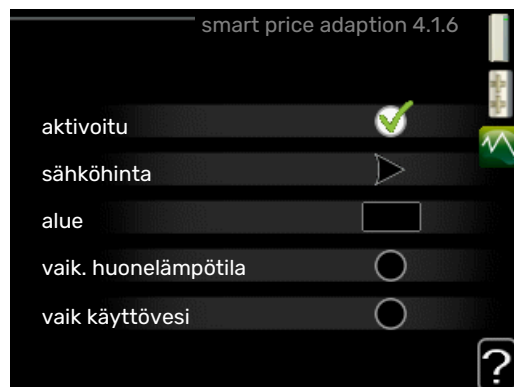 smart price adaption 4.1.6
aktivoitu
sähköhinta
alue
vaik. huonelämpötila
vaik käyttövesi
?